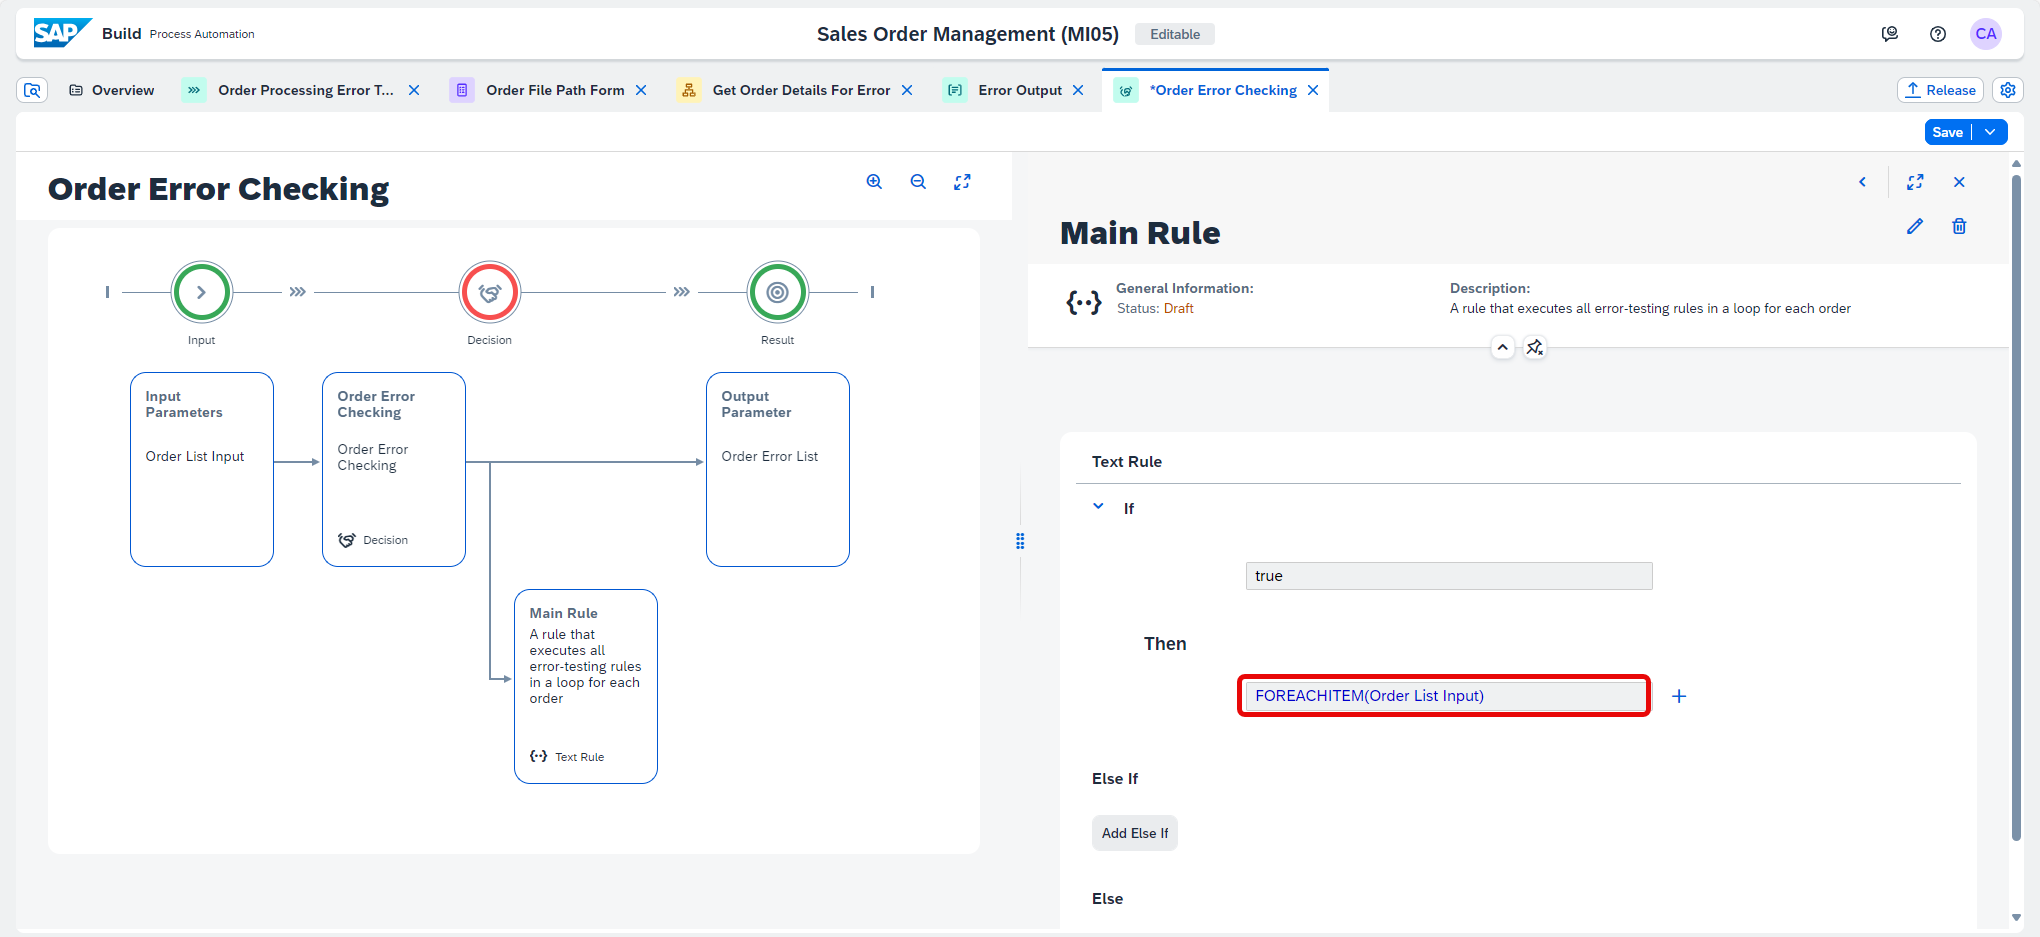 SAP Build Process Automation
Sales Order Management (MI05) Editable
CA
Overview
Order Processing Error T...
Order File Path Form
Get Order Details For Error
Error Output
*Order Error Checking
Release
Save
Order Error Checking
Input
Decision
Result
Input
Parameters
Order List Input
Order Error
Checking
Order Error
Checking
Decision
Output
Parameter
Order Error List
Main Rule
A rule that
executes all
error-testing rules
in a loop for each
order
Text Rule
Main Rule
General Information:
Status: Draft
Description:
A rule that executes all error-testing rules in a loop for each order
Text Rule
If
true
Then
FOREACHITEM(Order List Input)
Else If
Add Else If
Else